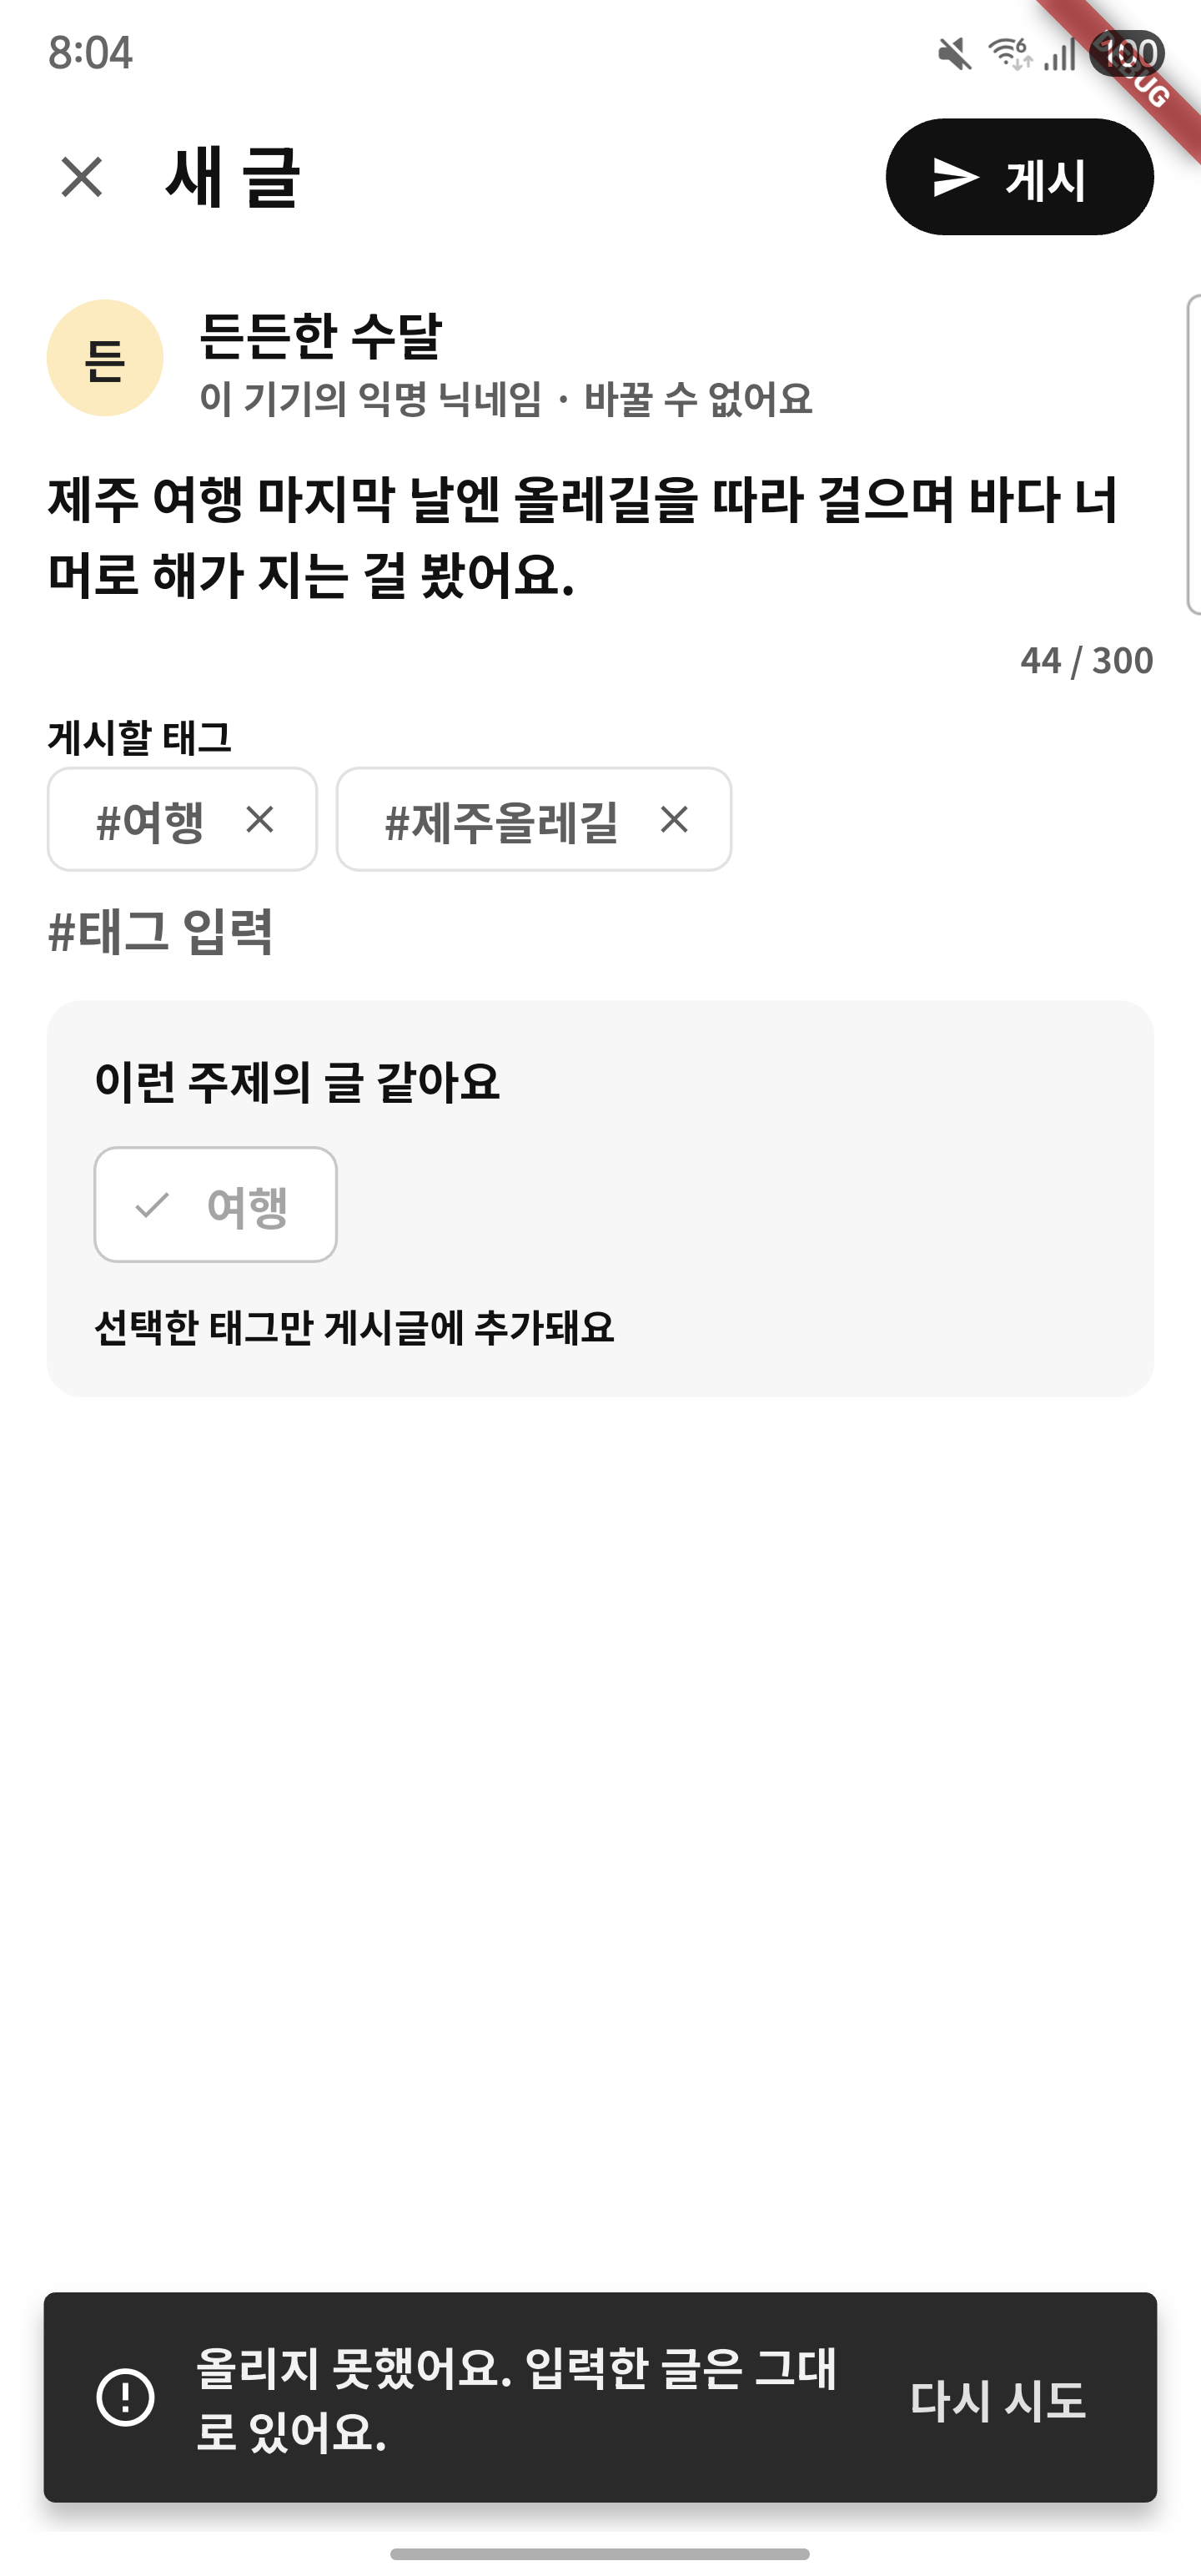 8:04
100
DEBUG
새 글
게시
든
든든한 수달
이 기기의 익명 닉네임 · 바꿀 수 없어요
제주 여행 마지막 날엔 올레길을 따라 걸으며 바다 너
머로 해가 지는 걸 봤어요.
44 / 300
게시할 태그
#여행
#제주올레길
#태그 입력
이런 주제의 글 같아요
여행
선택한 태그만 게시글에 추가돼요
올리지 못했어요. 입력한 글은 그대
로 있어요.
다시 시도